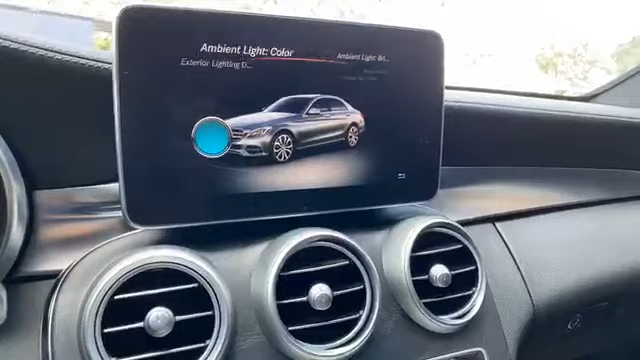 Ambient Light: Color
Ambient Light: Bri...
Exterior Lighting D...